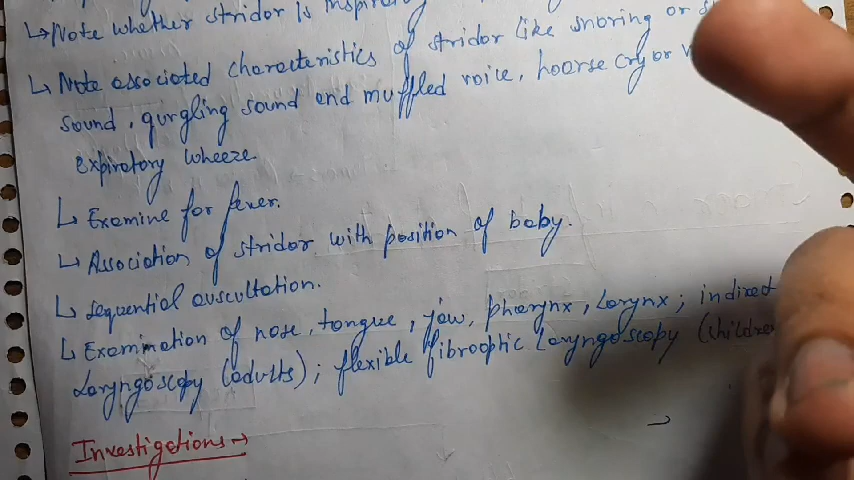 ↳ Note whether stridor is
↳ Note associated characteristics of stridor like snoring or
sound, gurgling sound and muffled voice, hoarse cry or
expiratory wheeze.
↳ Examine for fever.
↳ Association of stridor with position of baby.
↳ Sequential auscultation.
↳ Examination of nose, tongue, jaw, pharynx, Larynx; indirect
Laryngoscopy (adults); flexible fibrooptic Laryngoscopy (children
Investigations →